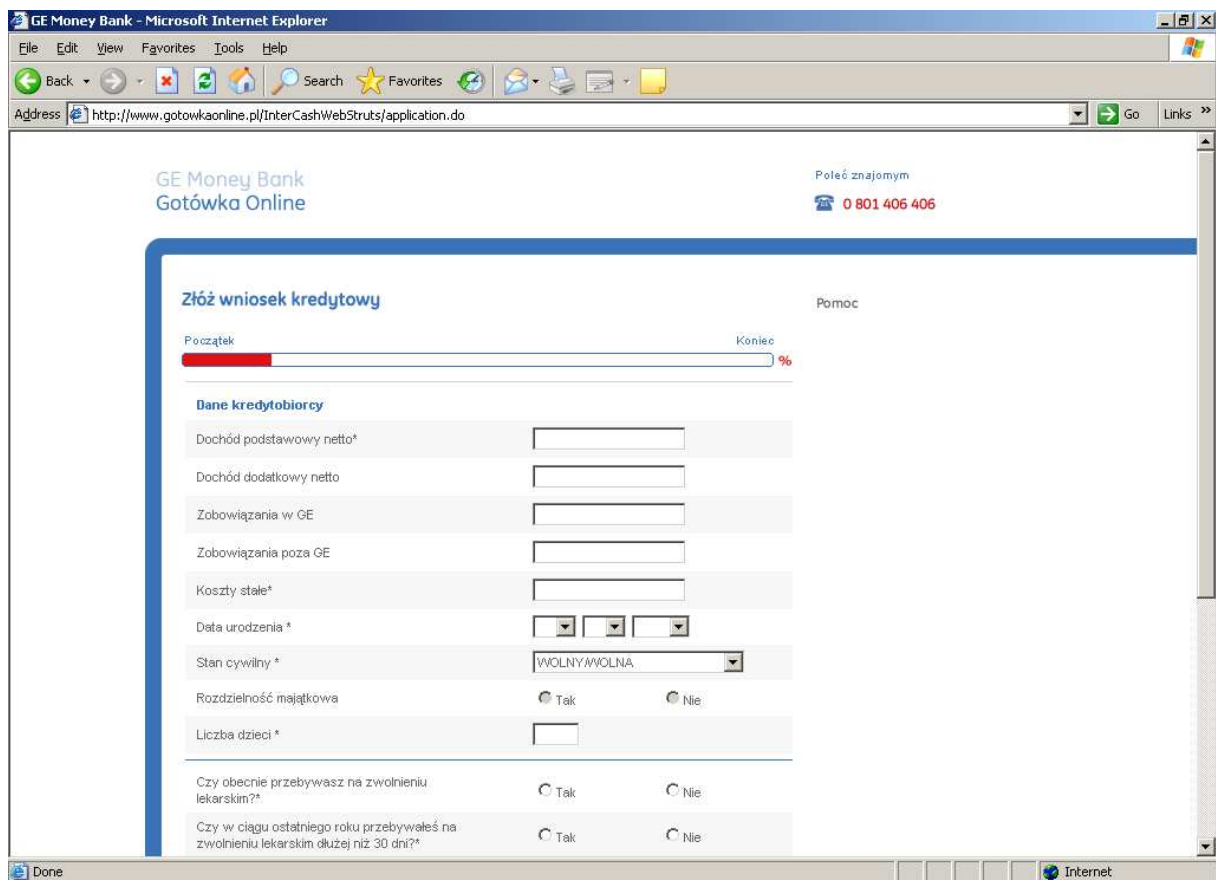 GE Money Bank - Microsoft Internet Explorer
File Edit View Favorites Tools Help
Back Search Favorites
Address http://www.gotowkaonline.pl/InterCashWebStruts/application.do Go Links »
GE Money Bank
Gotówka Online
Poleć znajomym
0 801 406 406
Złóż wniosek kredytowy
Pomoc
Początek Koniec
%
Dane kredytobiorcy
Dochód podstawowy netto*
Dochód dodatkowy netto
Zobowiązania w GE
Zobowiązania poza GE
Koszty stałe*
Data urodzenia *
Stan cywilny * WOLNY/WOLNA
Rozdzielność majątkowa Tak Nie
Liczba dzieci *
Czy obecnie przebywasz na zwolnieniu
lekarskim?* Tak Nie
Czy w ciągu ostatniego roku przebywałeś na
zwolnieniu lekarskim dłużej niż 30 dni?* Tak Nie
Done Internet